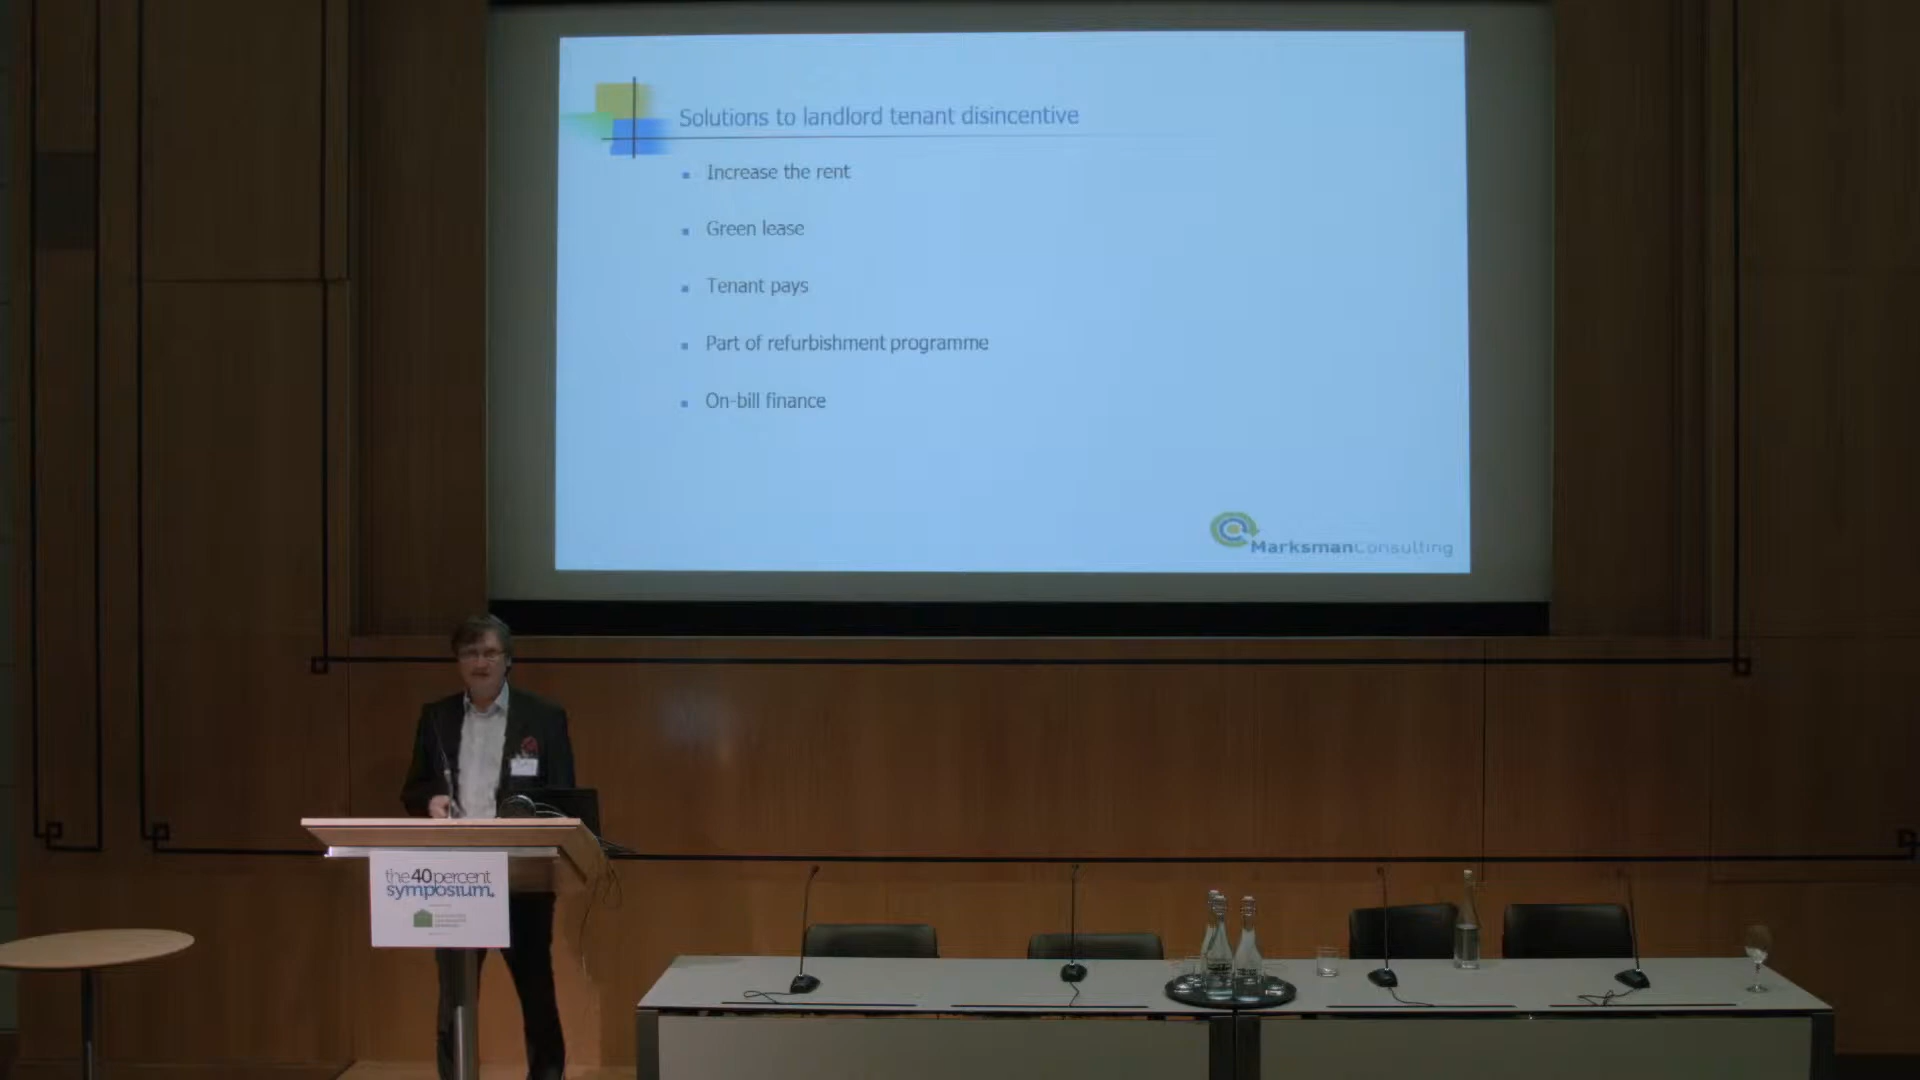 Solutions to landlord tenant disincentive
Increase the rent
Green lease
Tenant pays
Part of refurbishment programme
On-bill finance
MarksmanConsulting
the40percent
symposium.